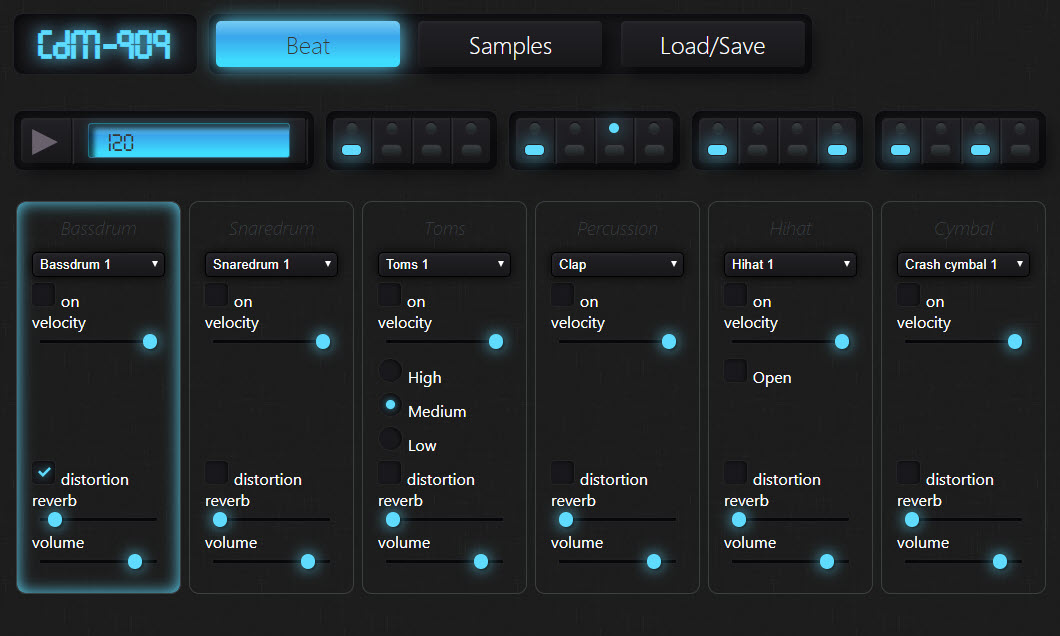 CdM-909
Beat Samples Load/Save
120
Bassdrum Snaredrum Toms Percussion Hihat Cymbal
Bassdrum 1 Snaredrum 1 Toms 1 Clap Hihat 1 Crash cymbal 1
on on on on on on
velocity velocity velocity velocity velocity velocity
High Open
Medium
Low
distortion distortion distortion distortion distortion distortion
reverb reverb reverb reverb reverb reverb
volume volume volume volume volume volume